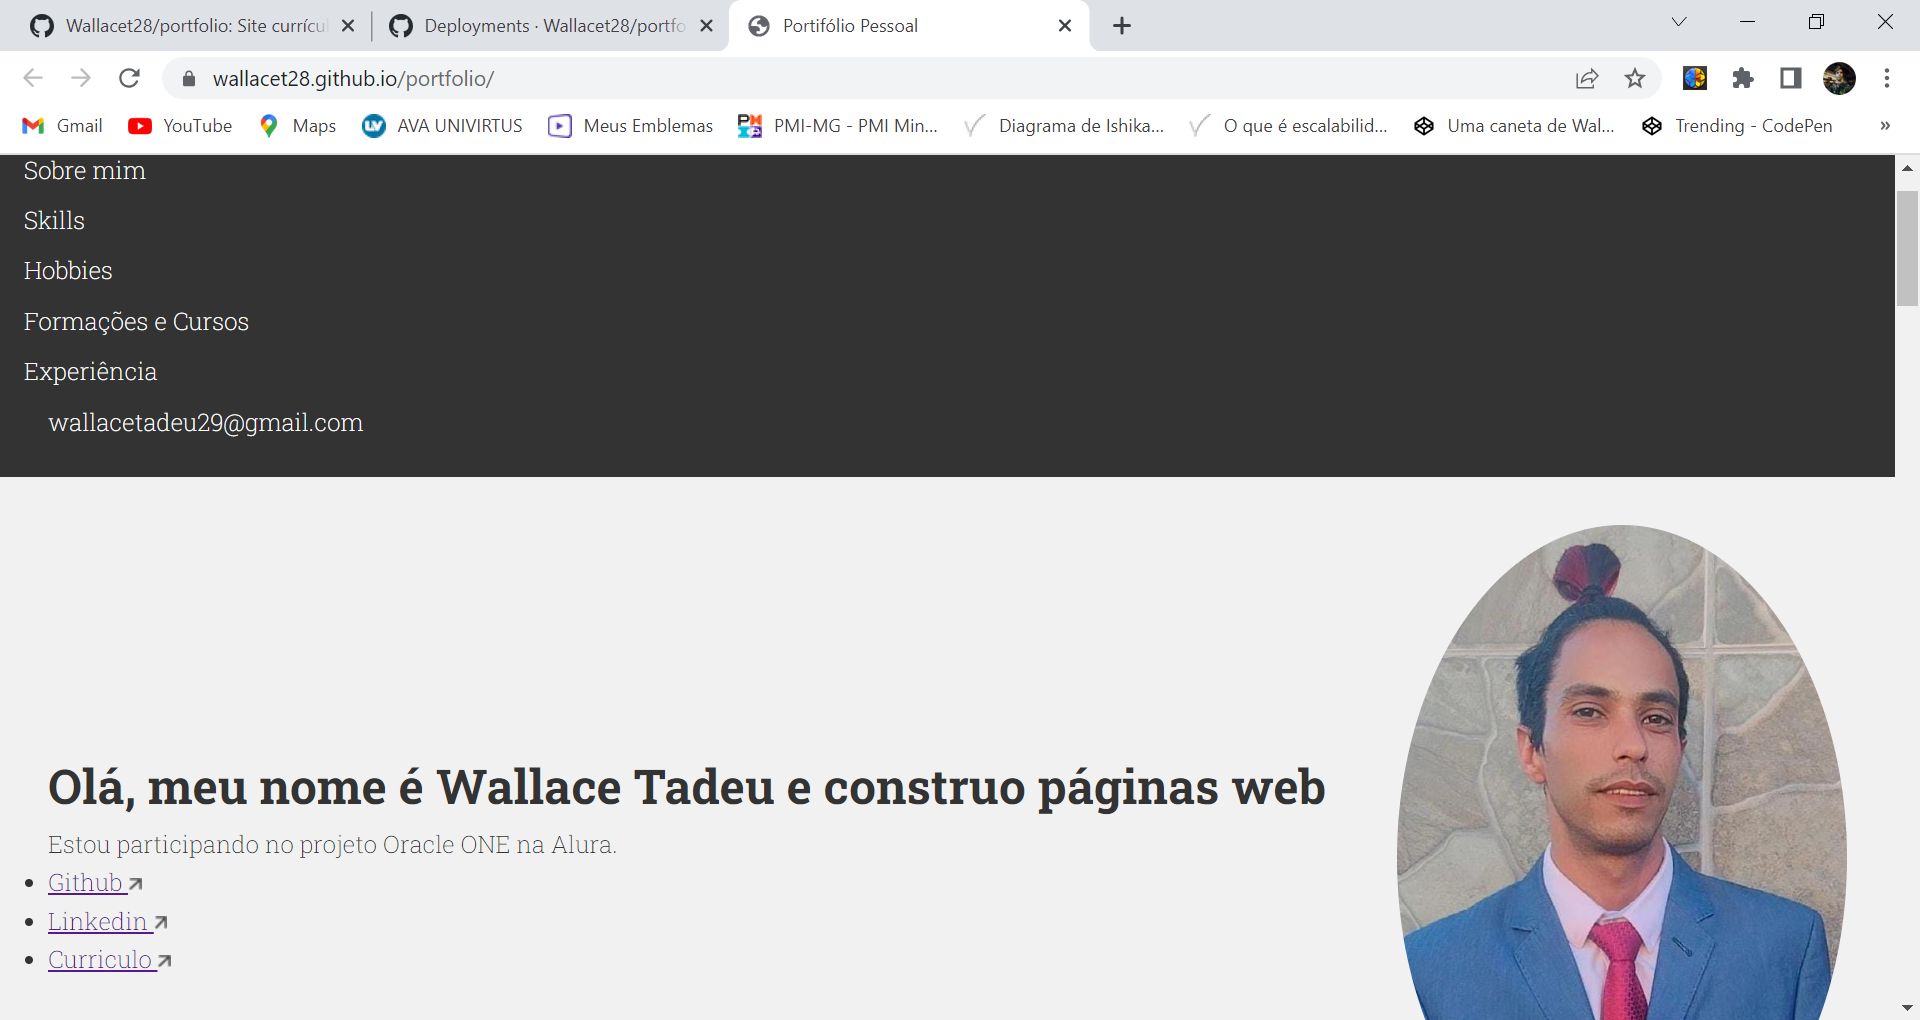 Wallacet28/portfolio: Site curricu
Deployments · Wallacet28/portfo
Portifólio Pessoal
wallacet28.github.io/portfolio/
Gmail
YouTube
Maps
AVA UNIVIRTUS
Meus Emblemas
PMI-MG - PMI Min...
Diagrama de Ishika...
O que é escalabilid...
Uma caneta de Wal...
Trending - CodePen
»
Sobre mim
Skills
Hobbies
Formações e Cursos
Experiência
wallacetadeu29@gmail.com
Olá, meu nome é Wallace Tadeu e construo páginas web
Estou participando no projeto Oracle ONE na Alura.
Github
Linkedin
Curriculo